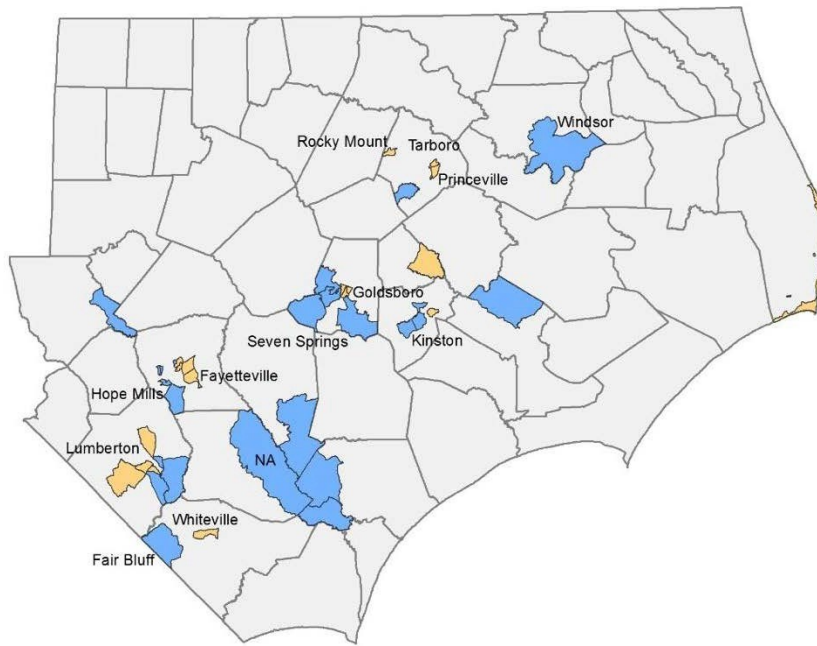 Windsor
Rocky Mount
Tarboro
Princeville
Goldsboro
Seven Springs
Kinston
Fayetteville
Hope Mills
Lumberton
NA
Whiteville
Fair Bluff